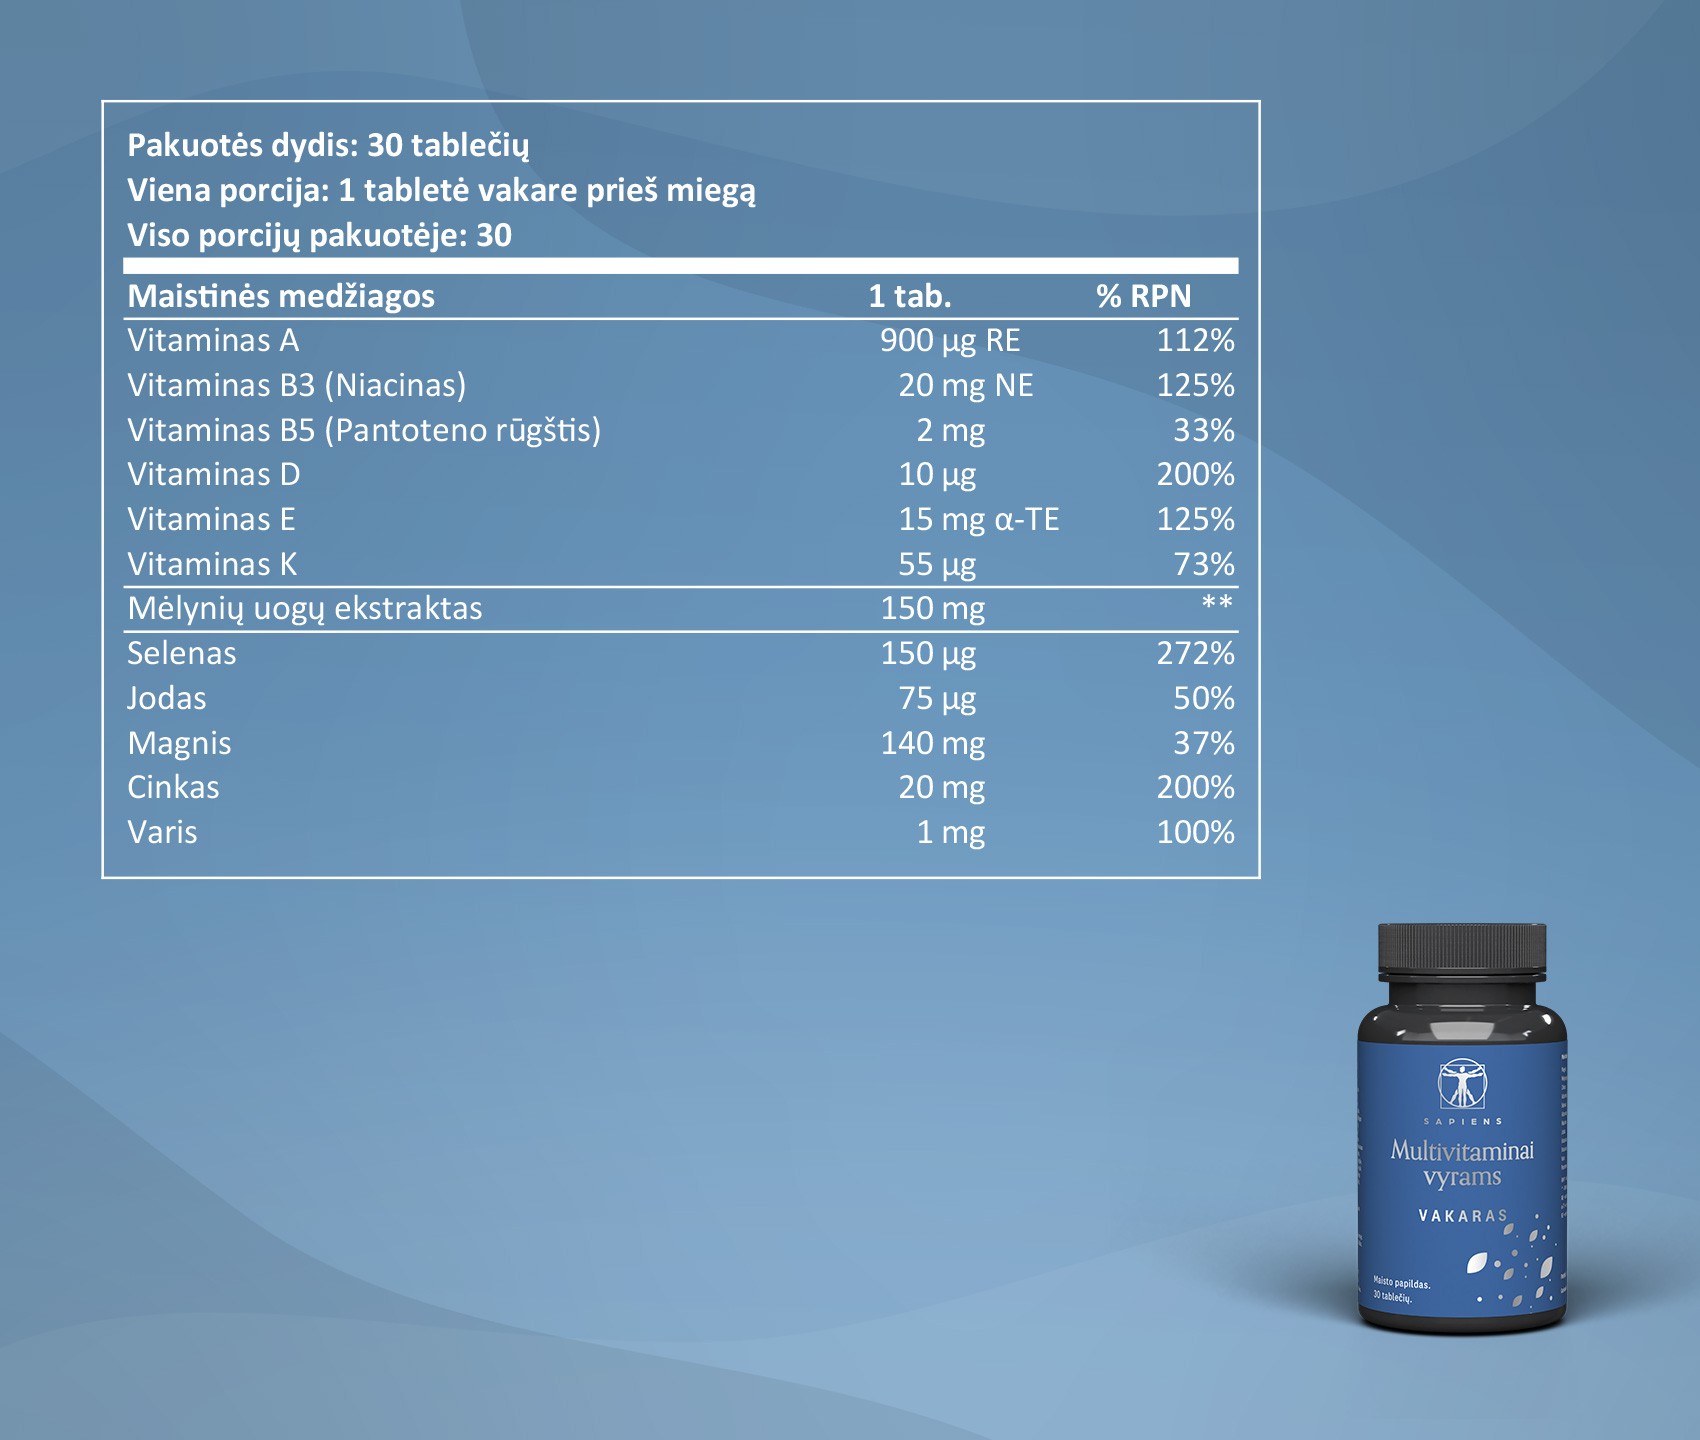 Pakuotės dydis: 30 tablečių
Viena porcija: 1 tabletė vakare prieš miegą
Viso porcijų pakuotėje: 30
Maistinės medžiagos 1 tab. % RPN
Vitaminas A 900 µg RE 112%
Vitaminas B3 (Niacinas) 20 mg NE 125%
Vitaminas B5 (Pantoteno rūgštis) 2 mg 33%
Vitaminas D 10 µg 200%
Vitaminas E 15 mg α-TE 125%
Vitaminas K 55 µg 73%
Mėlynių uogų ekstraktas 150 mg **
Selenas 150 µg 272%
Jodas 75 µg 50%
Magnis 140 mg 37%
Cinkas 20 mg 200%
Varis 1 mg 100%
SAPIENS
Multivitaminai
vyrams
VAKARAS
Maisto papildas.
30 tablečių.